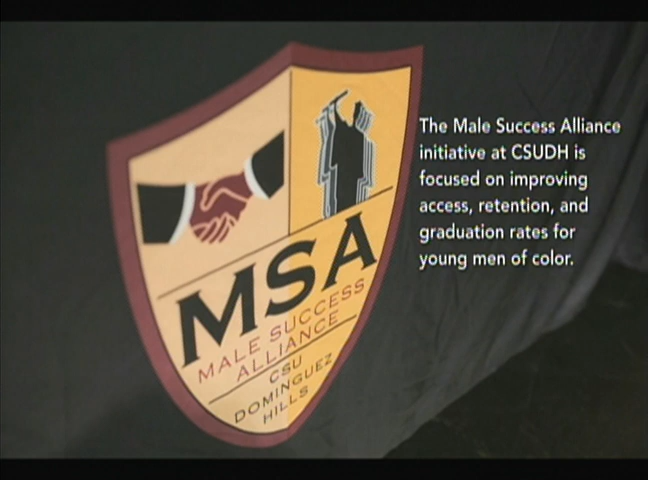 MSA
MALE SUCCESS
ALLIANCE
CSU
DOMINGUEZ
HILLS
The Male Success Alliance
initiative at CSUDH is
focused on improving
access, retention, and
graduation rates for
young men of color.